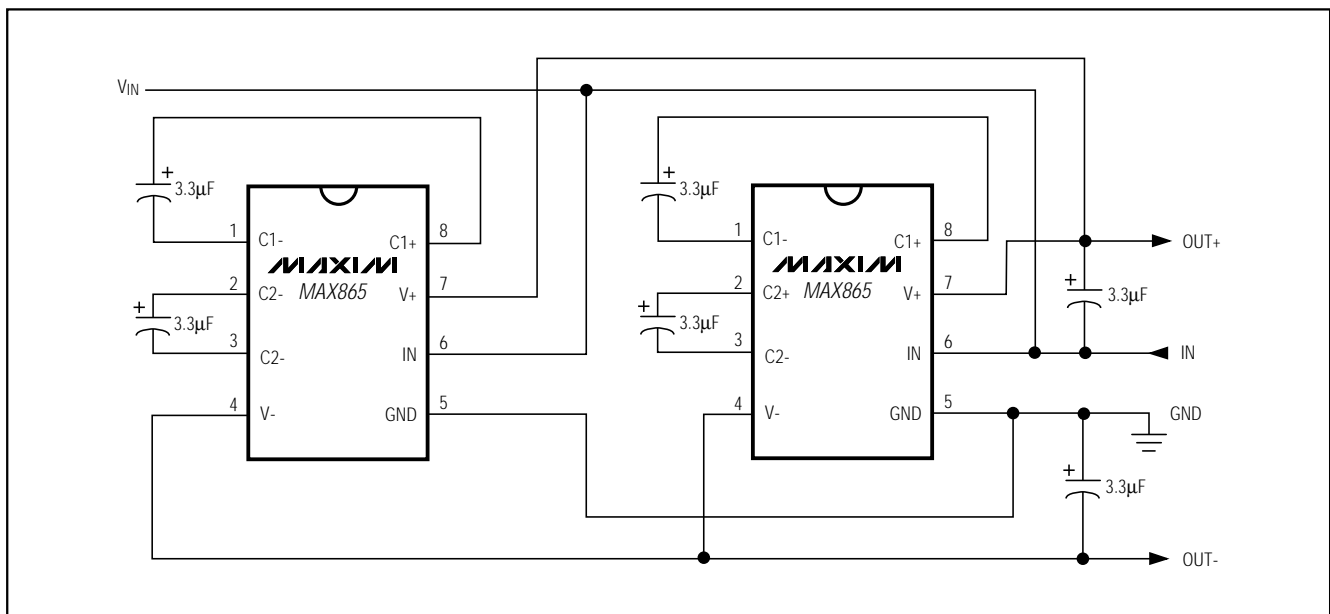 VIN
+
3.3µF
1
C1-
C1+
8
MAXIM
MAX865
2
C2-
V+
7
+
3.3µF
3
C2-
IN
6
4
V-
GND
5
+
3.3µF
1
C1-
C1+
8
MAXIM
MAX865
2
C2+
V+
7
+
3.3µF
3
C2-
IN
6
4
V-
GND
5
OUT+
+
3.3µF
IN
GND
+
3.3µF
OUT-